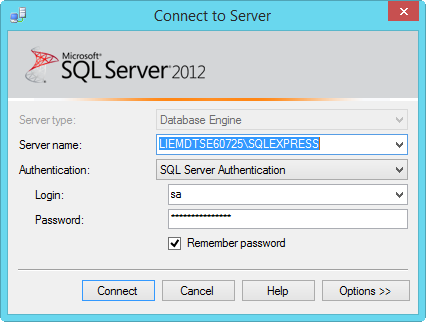 Connect to Server
Microsoft
SQL Server 2012
Server type: Database Engine
Server name: LIEMDTSE60725\SQLEXPRESS
Authentication: SQL Server Authentication
Login: sa
Password: ***************
Remember password
Connect Cancel Help Options >>